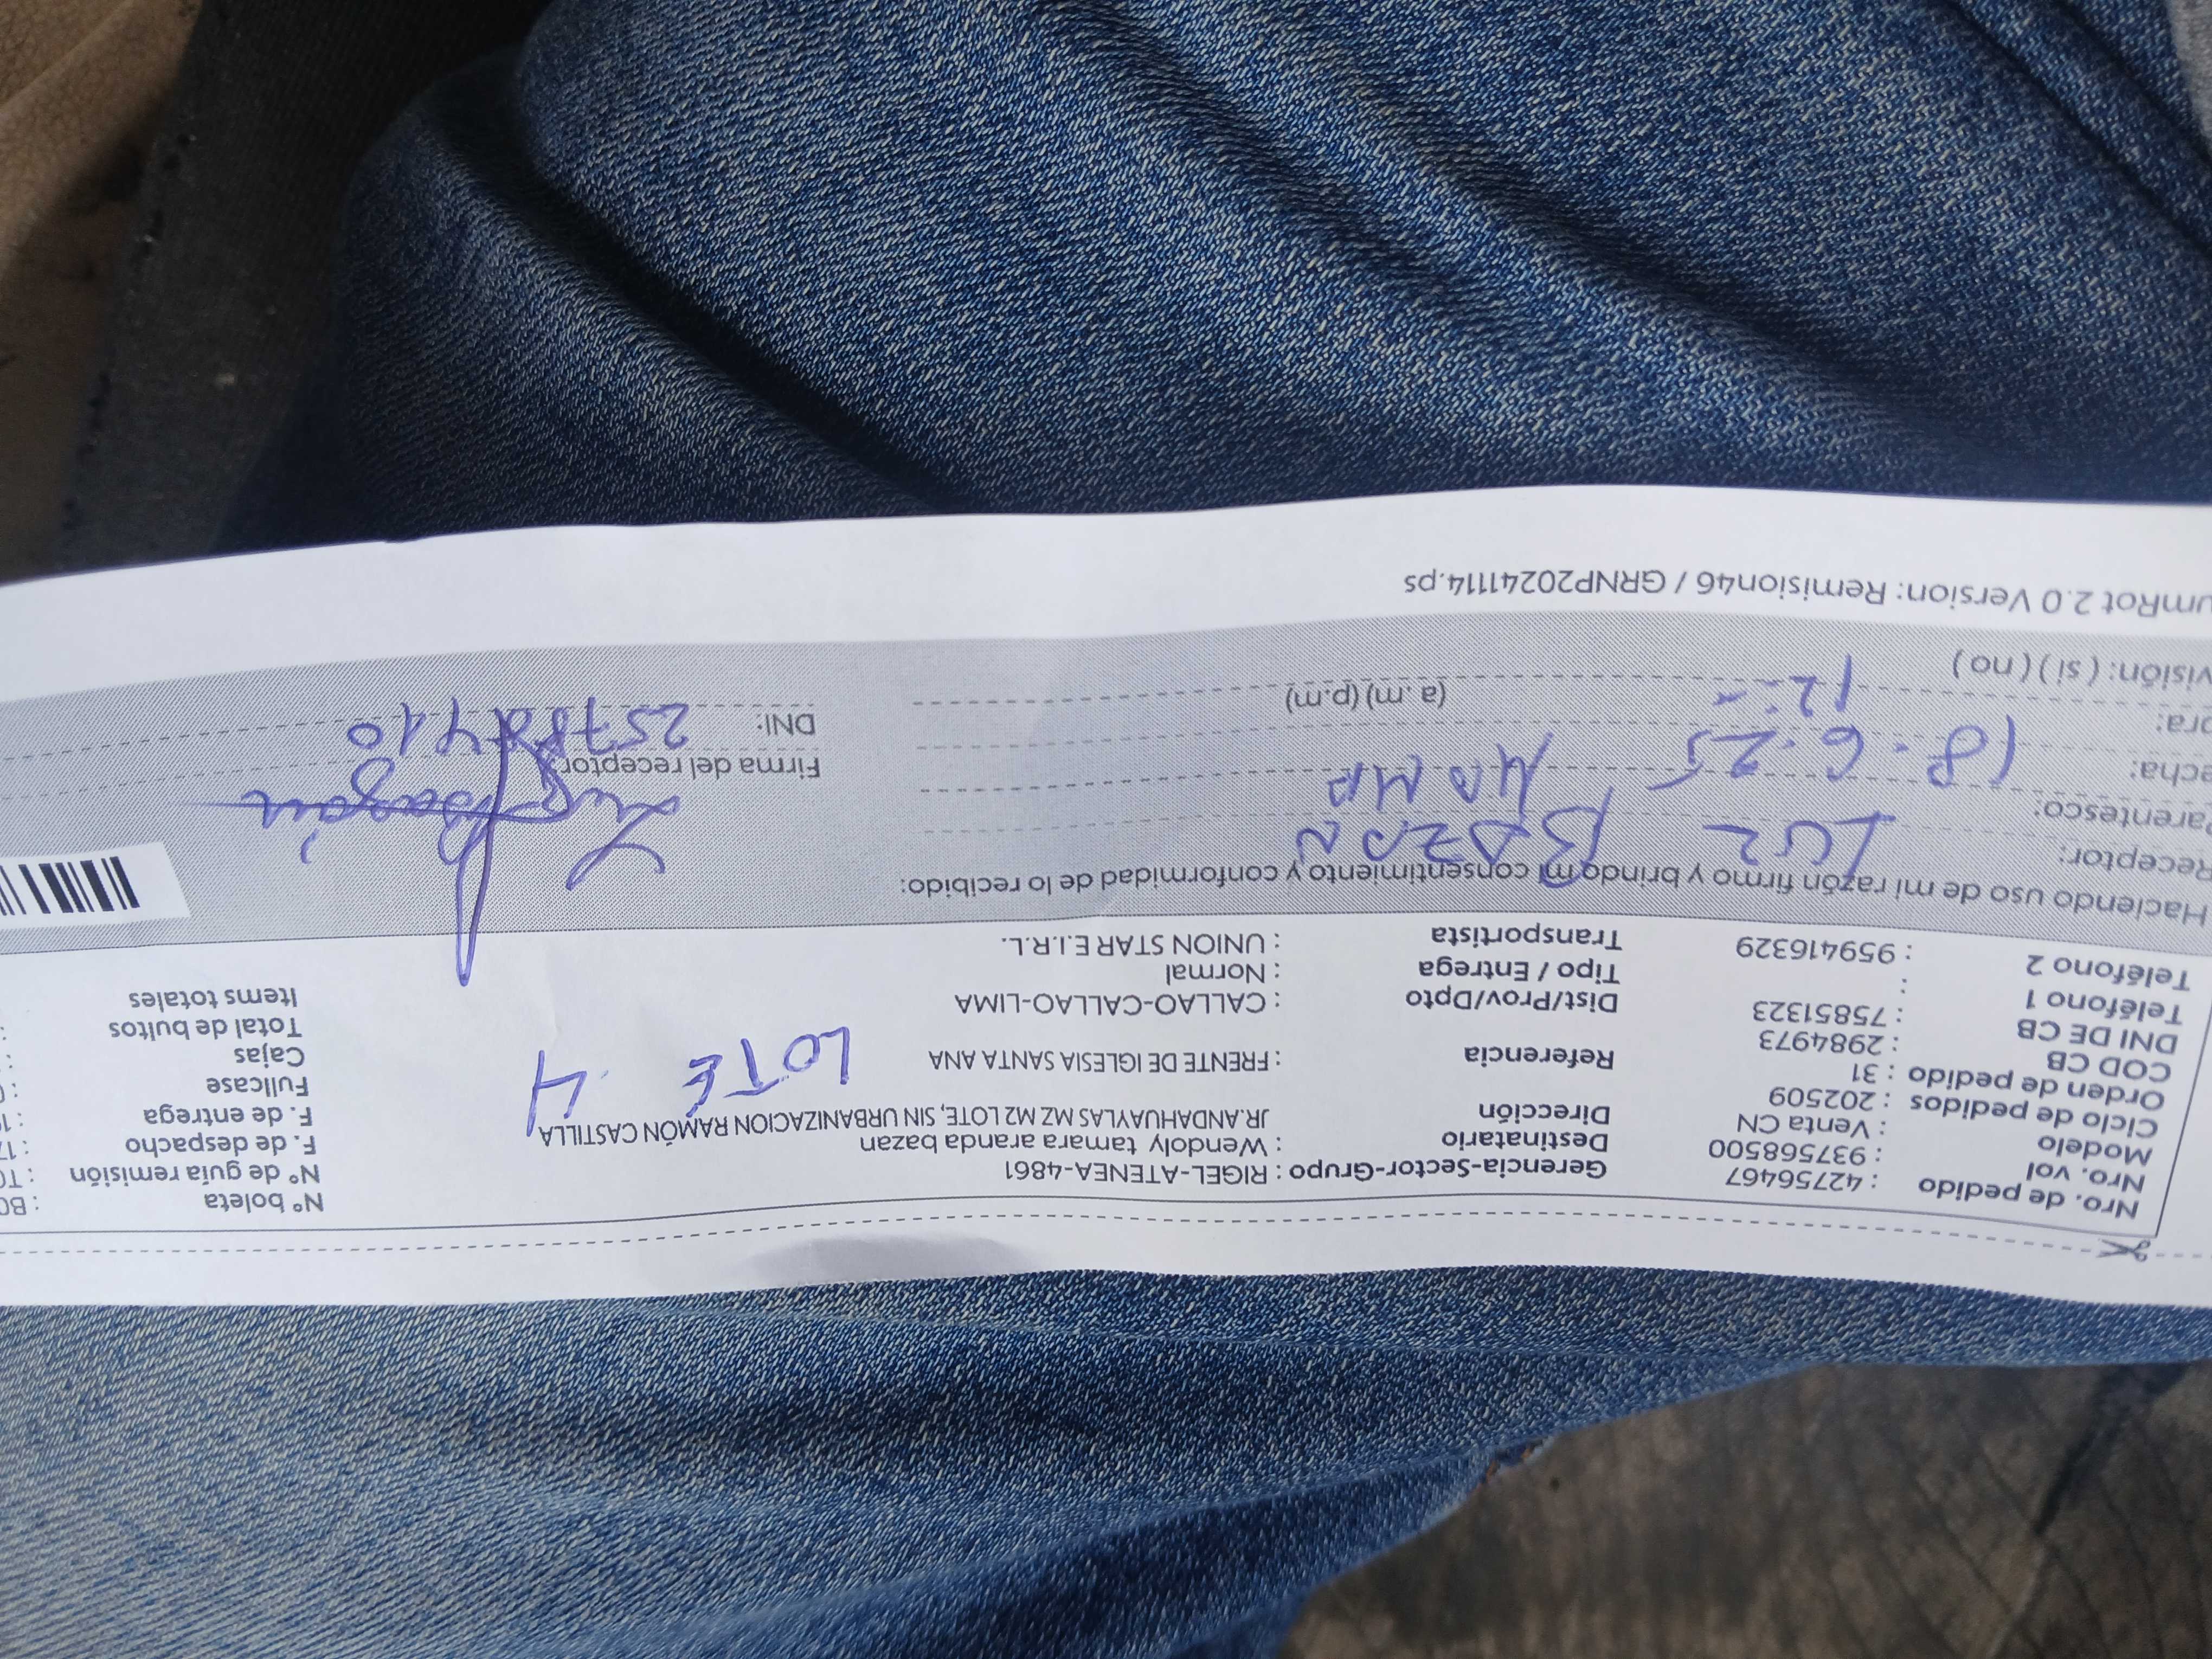 Nro. de pedido : 42756467 Gerencia-Sector-Grupo : RIGEL-ATENEA-4861 N° boleta
Nro. vol : 937568500 Destinatario : Wendoly tamara aranda bazan N° de guía remisión
Modelo : Venta CN Dirección JR.ANDAHUAYLAS MZ M2 LOTE, SIN URBANIZACION RAMÓN CASTILLA F. de despacho
Ciclo de pedidos : 202509 F. de entrega
LOTE 4
Orden de pedido : 31 Referencia : FRENTE DE IGLESIA SANTA ANA Fullcase
COD CB : 2984973 Cajas
DNI DE CB : 75851323 Dist/Prov/Dpto : CALLAO-CALLAO-LIMA Total de bultos
Teléfono 1 : Tipo / Entrega : Normal Items totales
Teléfono 2 : 959416329 Transportista : UNION STAR E.I.R.L.
Haciendo uso de mi razón firmo y brindo mi consentimiento y conformidad de lo recibido:
Receptor: LUZ BAZAN
Parentesco: MAMA
echa: 18.6.25 Firma del receptor:
ora: 12:- (a.m) (p.m) DNI:
visión: ( si ) ( no )
umRot 2.0 Version: Remision46 / GRNP20241114.ps